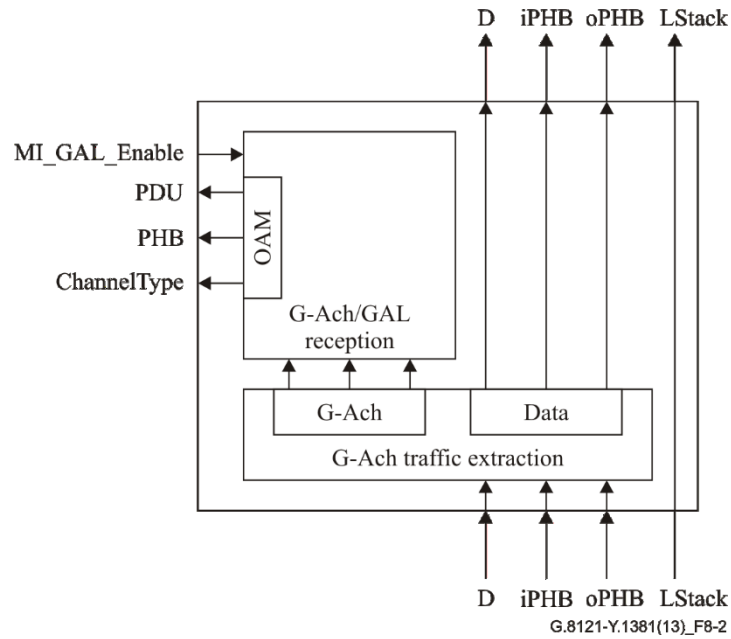 D iPHB oPHB LStack
MI_GAL_Enable
PDU
PHB
ChannelType
OAM
G-Ach/GAL
reception
G-Ach
Data
G-Ach traffic extraction
D iPHB oPHB LStack
G.8121-Y.1381(13)_F8-2